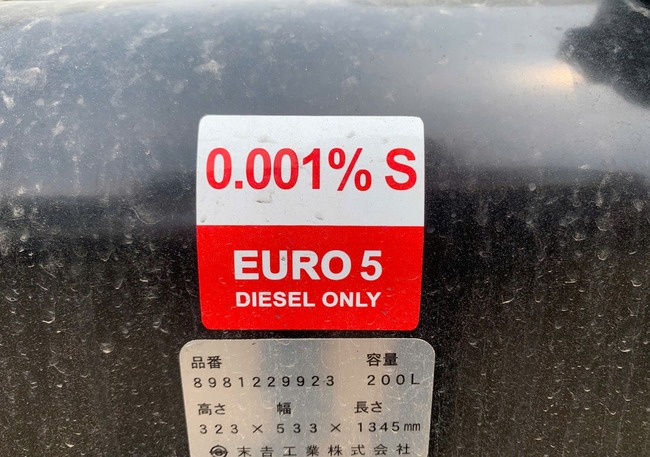 0.001% S
EURO 5
DIESEL ONLY
品番 容量
8981229923 200L
高さ 幅 長さ
323×533×1345mm
末吉工業株式会社